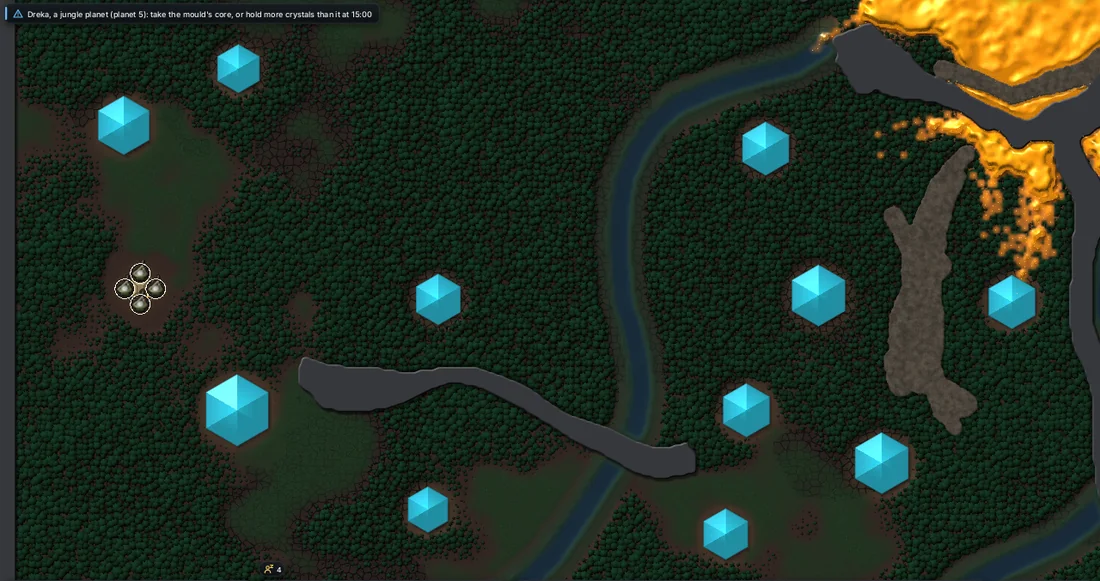 Dreka, a jungle planet (planet 5): take the mould's core, or hold more crystals than it at 15:00
4